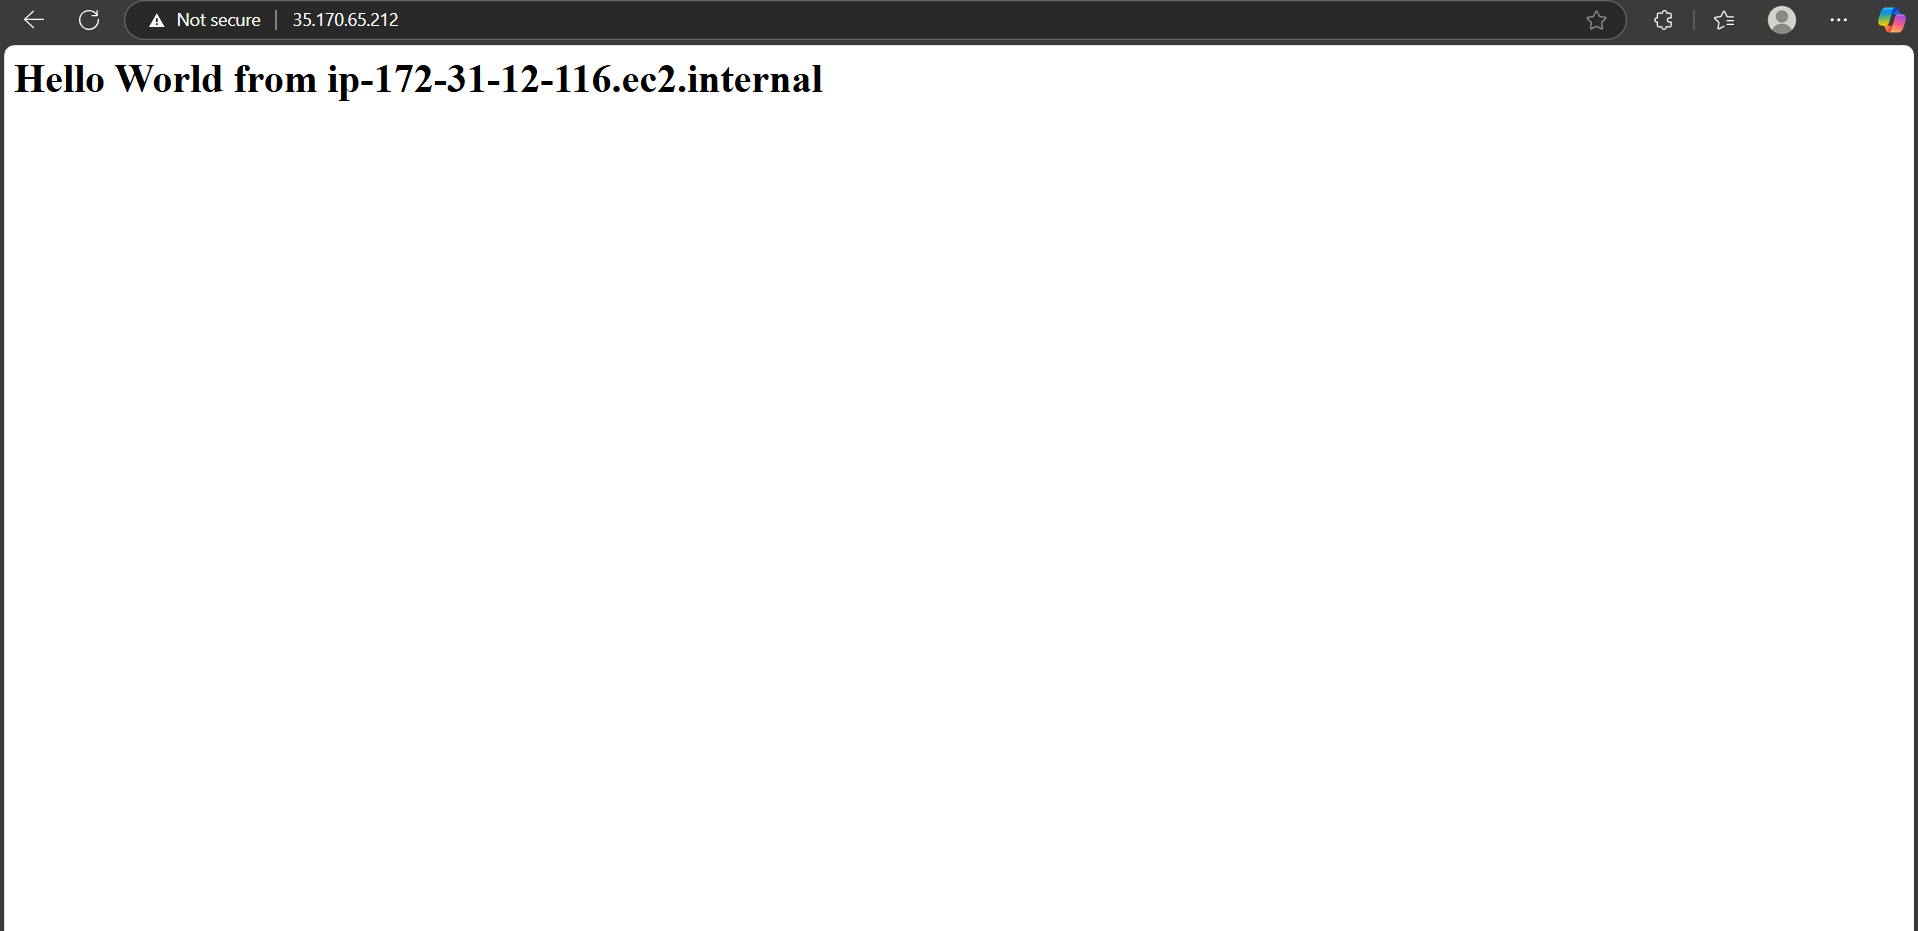 Not secure 35.170.65.212
Hello World from ip-172-31-12-116.ec2.internal